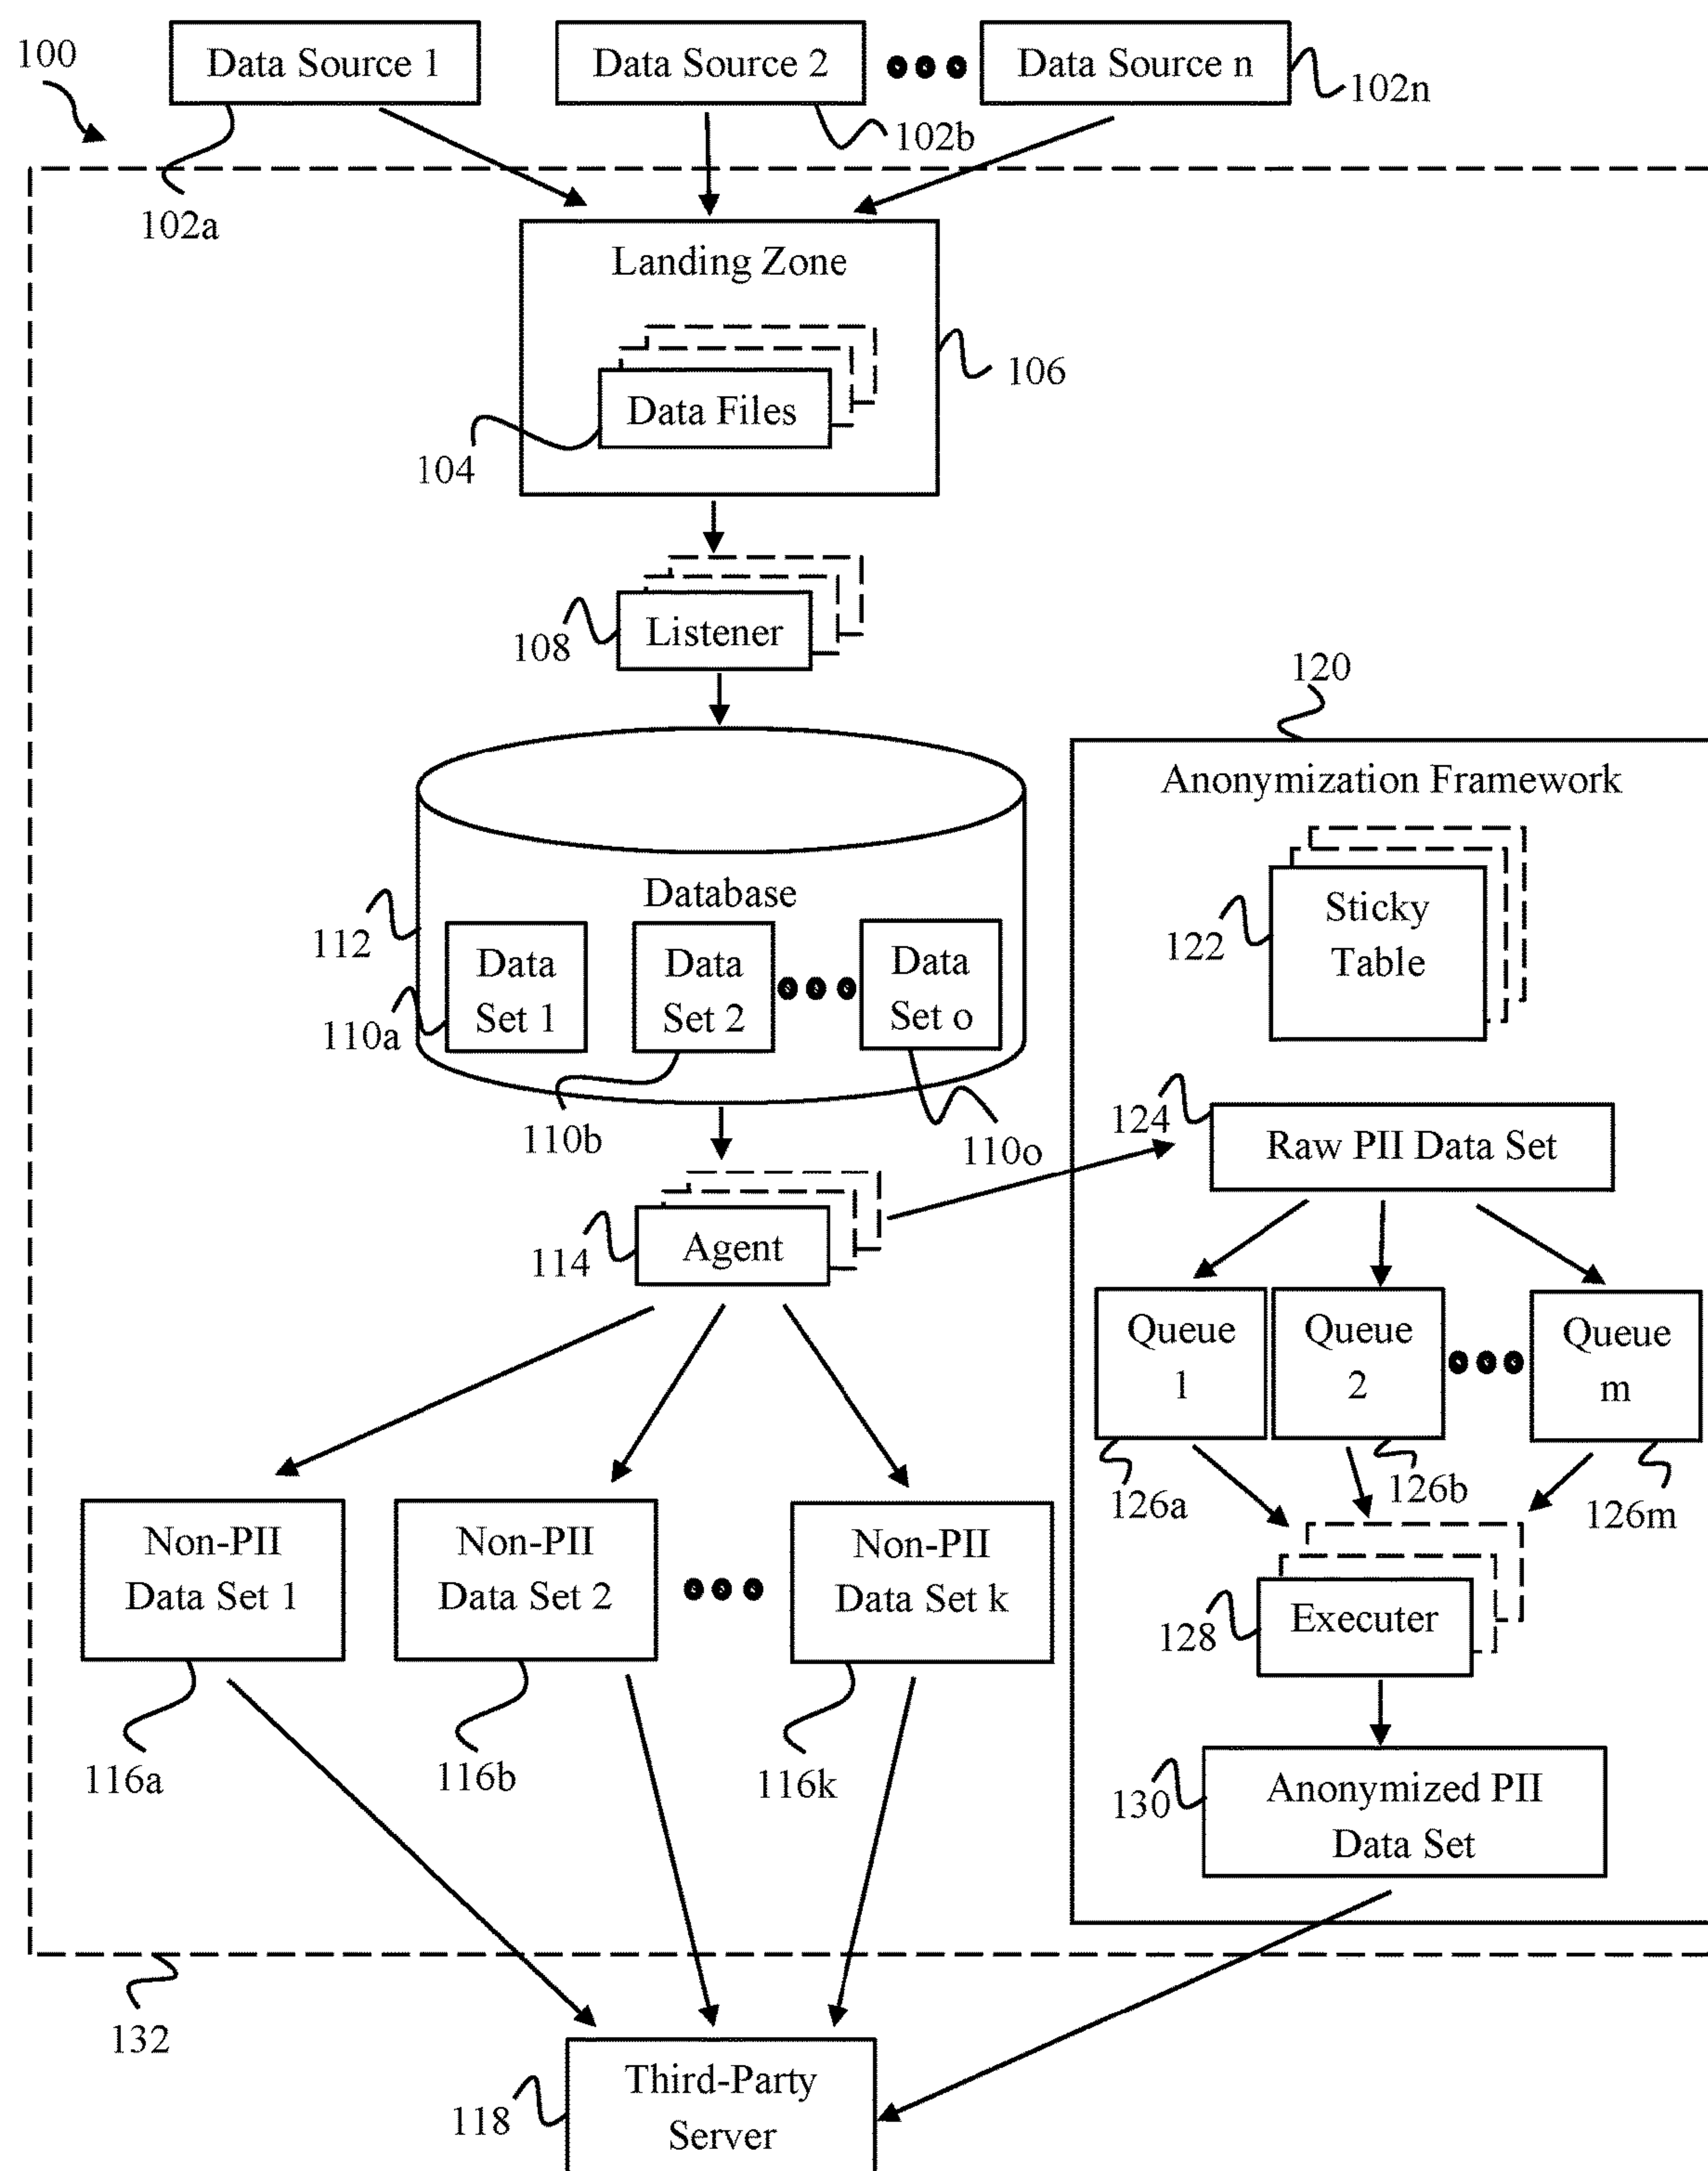 100
Data Source 1
Data Source 2
Data Source n
102n
102b
102a
Landing Zone
106
Data Files
104
Listener
108
120
Anonymization Framework
Database
Sticky
Table
122
112
Data
Set 1
Data
Set 2
Data
Set o
110a
110b
110o
124
Raw PII Data Set
Agent
114
Queue
1
Queue
2
Queue
m
126a
126b
126m
Non-PII
Data Set 1
Non-PII
Data Set 2
Non-PII
Data Set k
Executer
128
116a
116b
116k
130
Anonymized PII
Data Set
132
Third-Party
Server
118